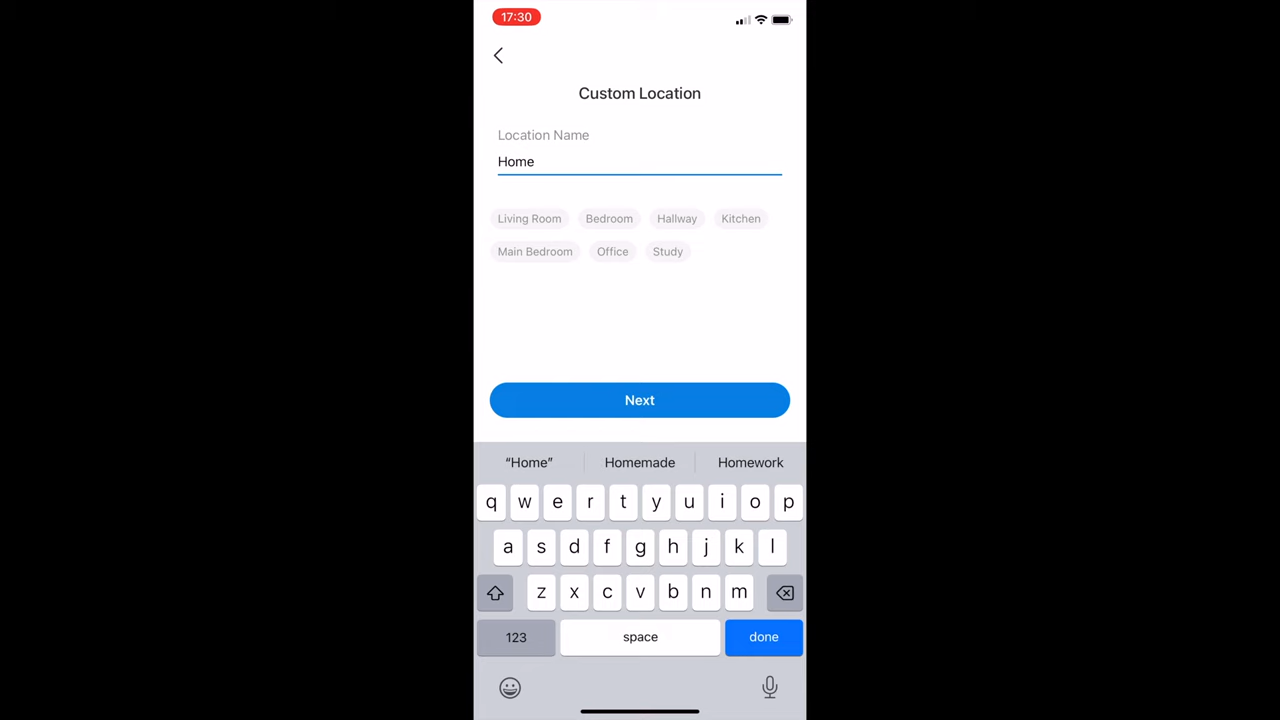 17:30
Custom Location
Location Name
Home
Living Room Bedroom Hallway Kitchen
Main Bedroom Office Study
Next
“Home” Homemade Homework
q w e r t y u i o p
a s d f g h j k l
z x c v b n m
123 space done